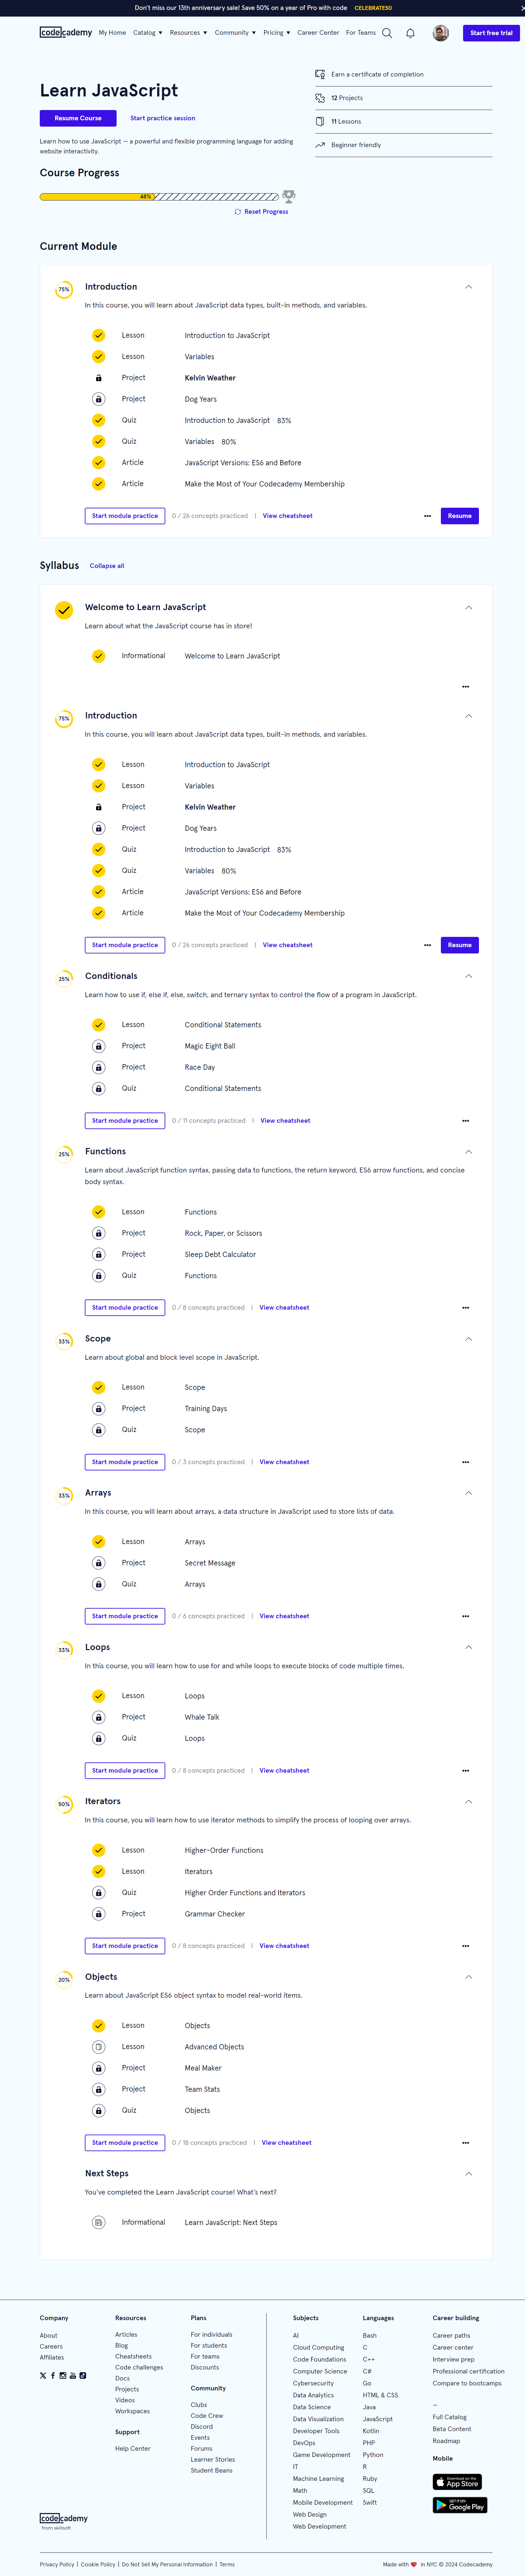 Don't miss our 13th anniversary sale! Save 50% on a year of Pro with code CELEBRATE50
codecademy My Home Catalog Resources Community Pricing Career Center For Teams Start free trial
Learn JavaScript
Resume Course Start practice session
Learn how to use JavaScript — a powerful and flexible programming language for adding
website interactivity.
Earn a certificate of completion
12 Projects
11 Lessons
Beginner friendly
Course Progress
48%
Reset Progress
Current Module
75% Introduction
In this course, you will learn about JavaScript data types, built-in methods, and variables.
Lesson Introduction to JavaScript
Lesson Variables
Project Kelvin Weather
Project Dog Years
Quiz Introduction to JavaScript 83%
Quiz Variables 80%
Article JavaScript Versions: ES6 and Before
Article Make the Most of Your Codecademy Membership
Start module practice 0 / 26 concepts practiced | View cheatsheet ••• Resume
Syllabus Collapse all
Welcome to Learn JavaScript
Learn about what the JavaScript course has in store!
Informational Welcome to Learn JavaScript
•••
75% Introduction
In this course, you will learn about JavaScript data types, built-in methods, and variables.
Lesson Introduction to JavaScript
Lesson Variables
Project Kelvin Weather
Project Dog Years
Quiz Introduction to JavaScript 83%
Quiz Variables 80%
Article JavaScript Versions: ES6 and Before
Article Make the Most of Your Codecademy Membership
Start module practice 0 / 26 concepts practiced | View cheatsheet ••• Resume
25% Conditionals
Learn how to use if, else if, else, switch, and ternary syntax to control the flow of a program in JavaScript.
Lesson Conditional Statements
Project Magic Eight Ball
Project Race Day
Quiz Conditional Statements
Start module practice 0 / 11 concepts practiced | View cheatsheet •••
25% Functions
Learn about JavaScript function syntax, passing data to functions, the return keyword, ES6 arrow functions, and concise
body syntax.
Lesson Functions
Project Rock, Paper, or Scissors
Project Sleep Debt Calculator
Quiz Functions
Start module practice 0 / 8 concepts practiced | View cheatsheet •••
33% Scope
Learn about global and block level scope in JavaScript.
Lesson Scope
Project Training Days
Quiz Scope
Start module practice 0 / 3 concepts practiced | View cheatsheet •••
33% Arrays
In this course, you will learn about arrays, a data structure in JavaScript used to store lists of data.
Lesson Arrays
Project Secret Message
Quiz Arrays
Start module practice 0 / 6 concepts practiced | View cheatsheet •••
33% Loops
In this course, you will learn how to use for and while loops to execute blocks of code multiple times.
Lesson Loops
Project Whale Talk
Quiz Loops
Start module practice 0 / 8 concepts practiced | View cheatsheet •••
50% Iterators
In this course, you will learn how to use iterator methods to simplify the process of looping over arrays.
Lesson Higher-Order Functions
Lesson Iterators
Quiz Higher Order Functions and Iterators
Project Grammar Checker
Start module practice 0 / 8 concepts practiced | View cheatsheet •••
20% Objects
Learn about JavaScript ES6 object syntax to model real-world items.
Lesson Objects
Lesson Advanced Objects
Project Meal Maker
Project Team Stats
Quiz Objects
Start module practice 0 / 18 concepts practiced | View cheatsheet •••
Next Steps
You've completed the Learn JavaScript course! What's next?
Informational Learn JavaScript: Next Steps
Company
About
Careers
Affiliates
Resources
Articles
Blog
Cheatsheets
Code challenges
Docs
Projects
Videos
Workspaces
Support
Help Center
Plans
For individuals
For students
For teams
Discounts
Community
Clubs
Code Crew
Discord
Events
Forums
Learner Stories
Student Beans
Subjects
AI
Cloud Computing
Code Foundations
Computer Science
Cybersecurity
Data Analytics
Data Science
Data Visualization
Developer Tools
DevOps
Game Development
IT
Machine Learning
Math
Mobile Development
Web Design
Web Development
Languages
Bash
C
C++
C#
Go
HTML & CSS
Java
JavaScript
Kotlin
PHP
Python
R
Ruby
SQL
Swift
Career building
Career paths
Career center
Interview prep
Professional certification
Compare to bootcamps
—
Full Catalog
Beta Content
Roadmap
Mobile
Download on the
App Store
GET IT ON
Google Play
codecademy
from skillsoft
Privacy Policy | Cookie Policy | Do Not Sell My Personal Information | Terms
Made with ❤ in NYC © 2024 Codecademy